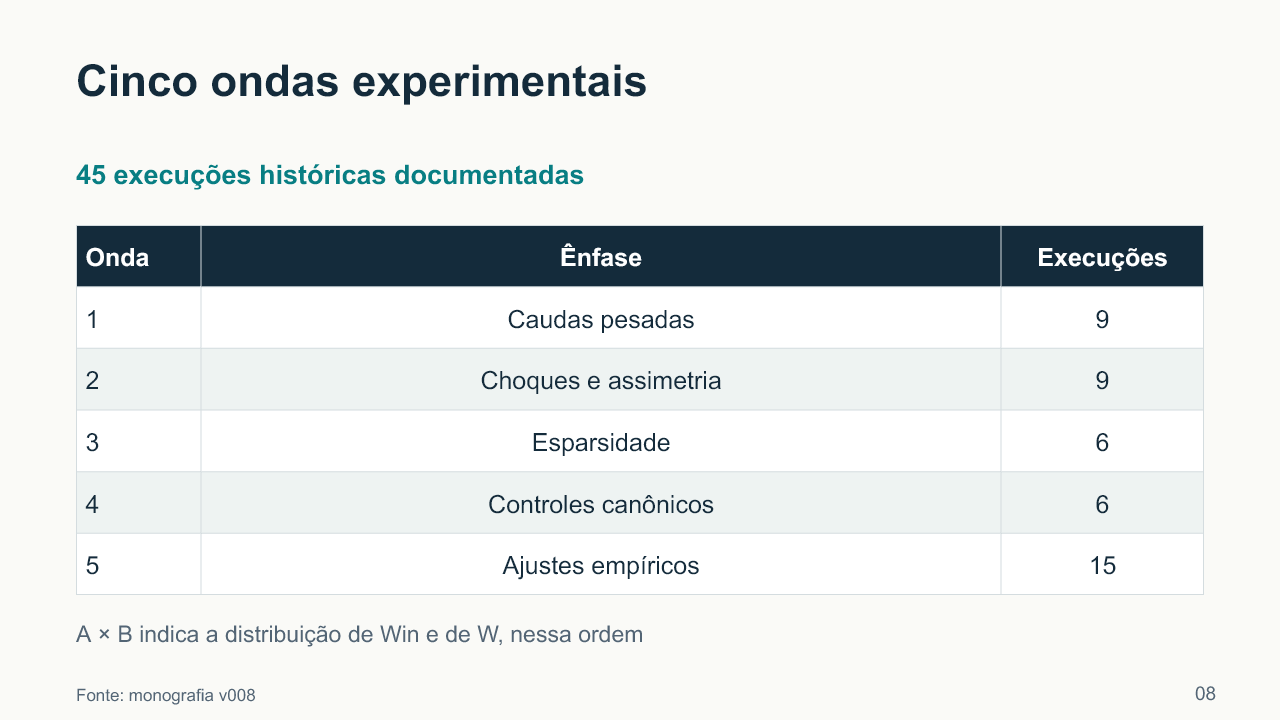 Cinco ondas experimentais
45 execuções históricas documentadas
Onda Ênfase Execuções
1 Caudas pesadas 9
2 Choques e assimetria 9
3 Esparsidade 6
4 Controles canônicos 6
5 Ajustes empíricos 15
A × B indica a distribuição de Win e de W, nessa ordem
Fonte: monografia v008
08